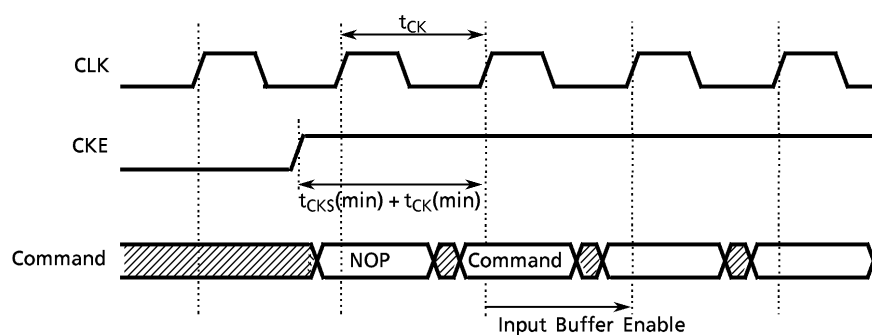 tCK
CLK
CKE
tCKS(min) + tCK(min)
Command
NOP
Command
Input Buffer Enable